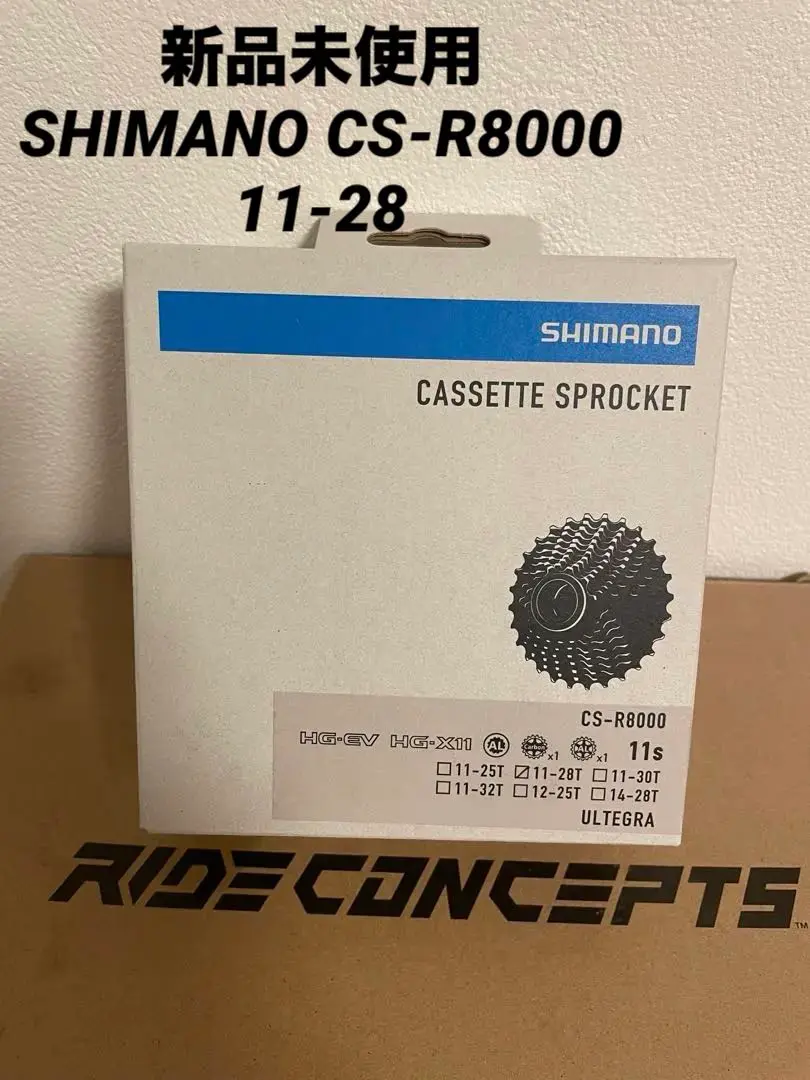 新品未使用
SHIMANO CS-R8000
11-28
SHIMANO
CASSETTE SPROCKET
CS-R8000
HG-EV HG-X11 AL Carbon x1 AL x1 11s
☐11-25T ☑11-28T ☐11-30T
☐11-32T ☐12-25T ☐14-28T
ULTEGRA
RIDE CONCEPTS™